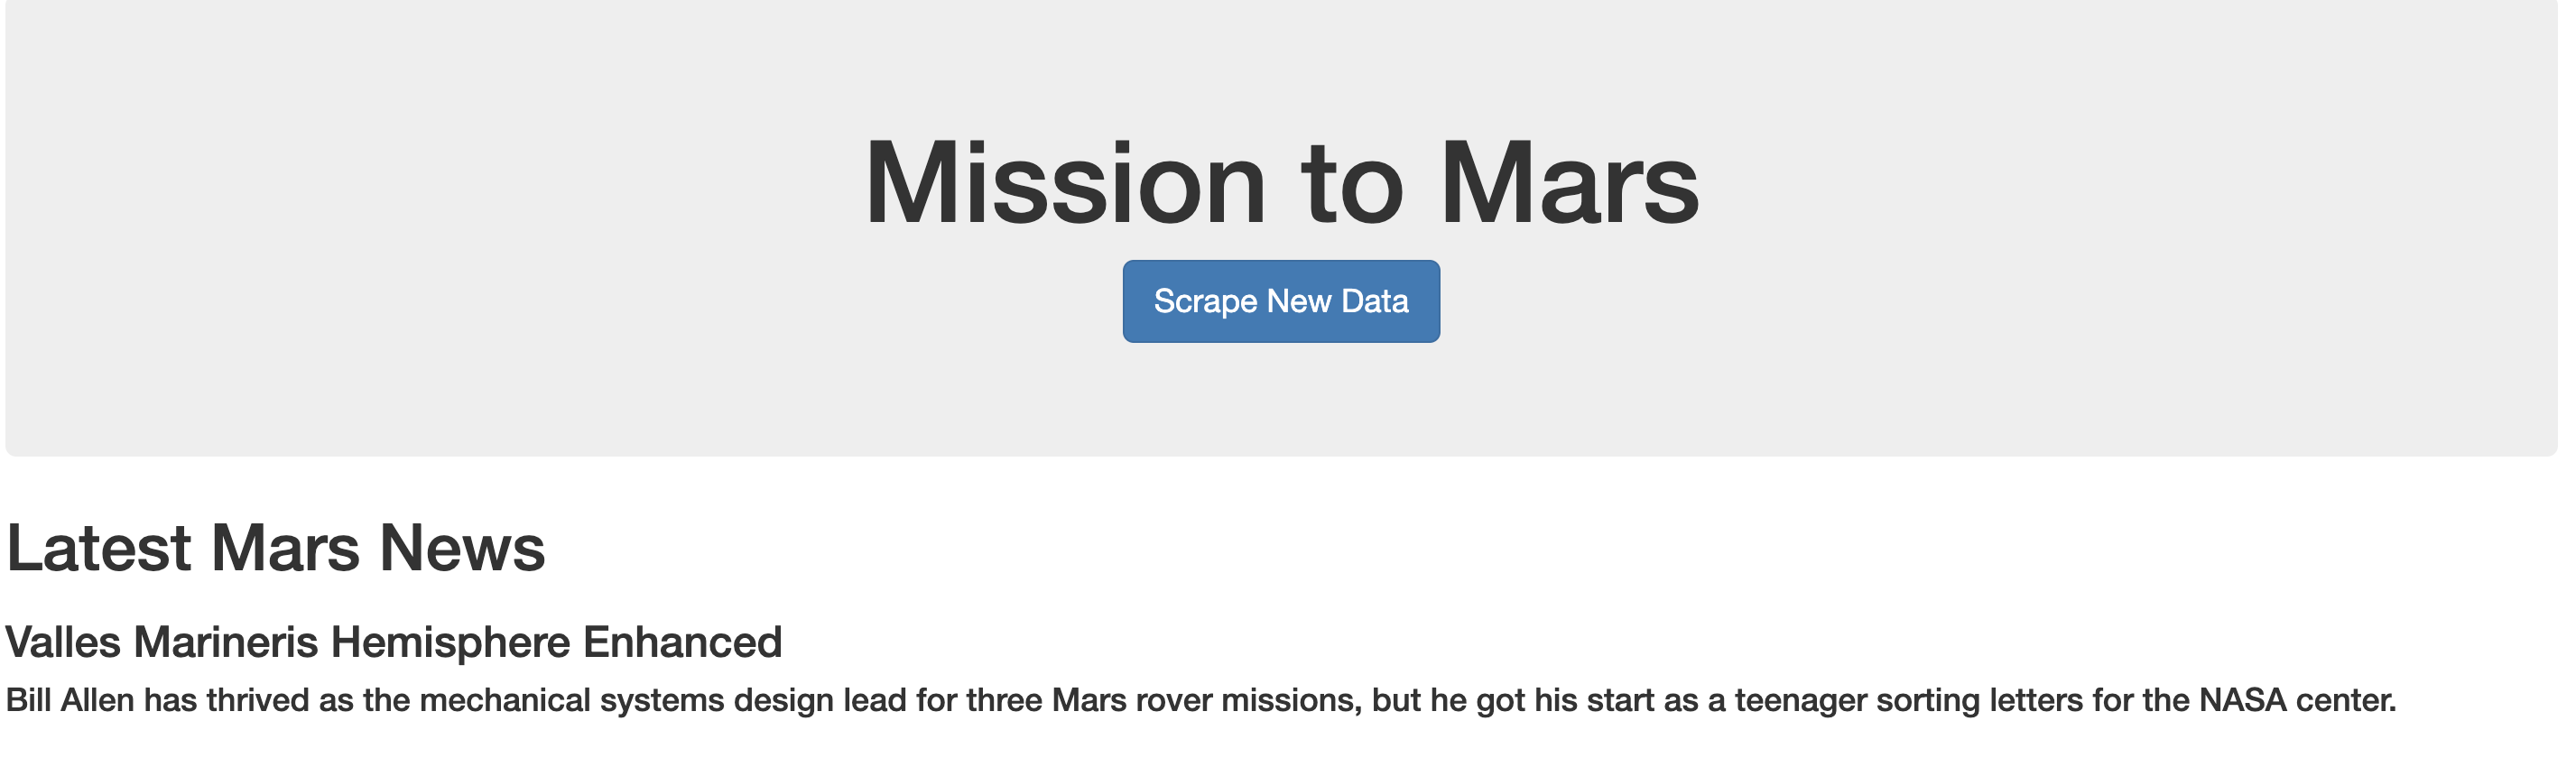 Mission to Mars
Scrape New Data
Latest Mars News
Valles Marineris Hemisphere Enhanced
Bill Allen has thrived as the mechanical systems design lead for three Mars rover missions, but he got his start as a teenager sorting letters for the NASA center.